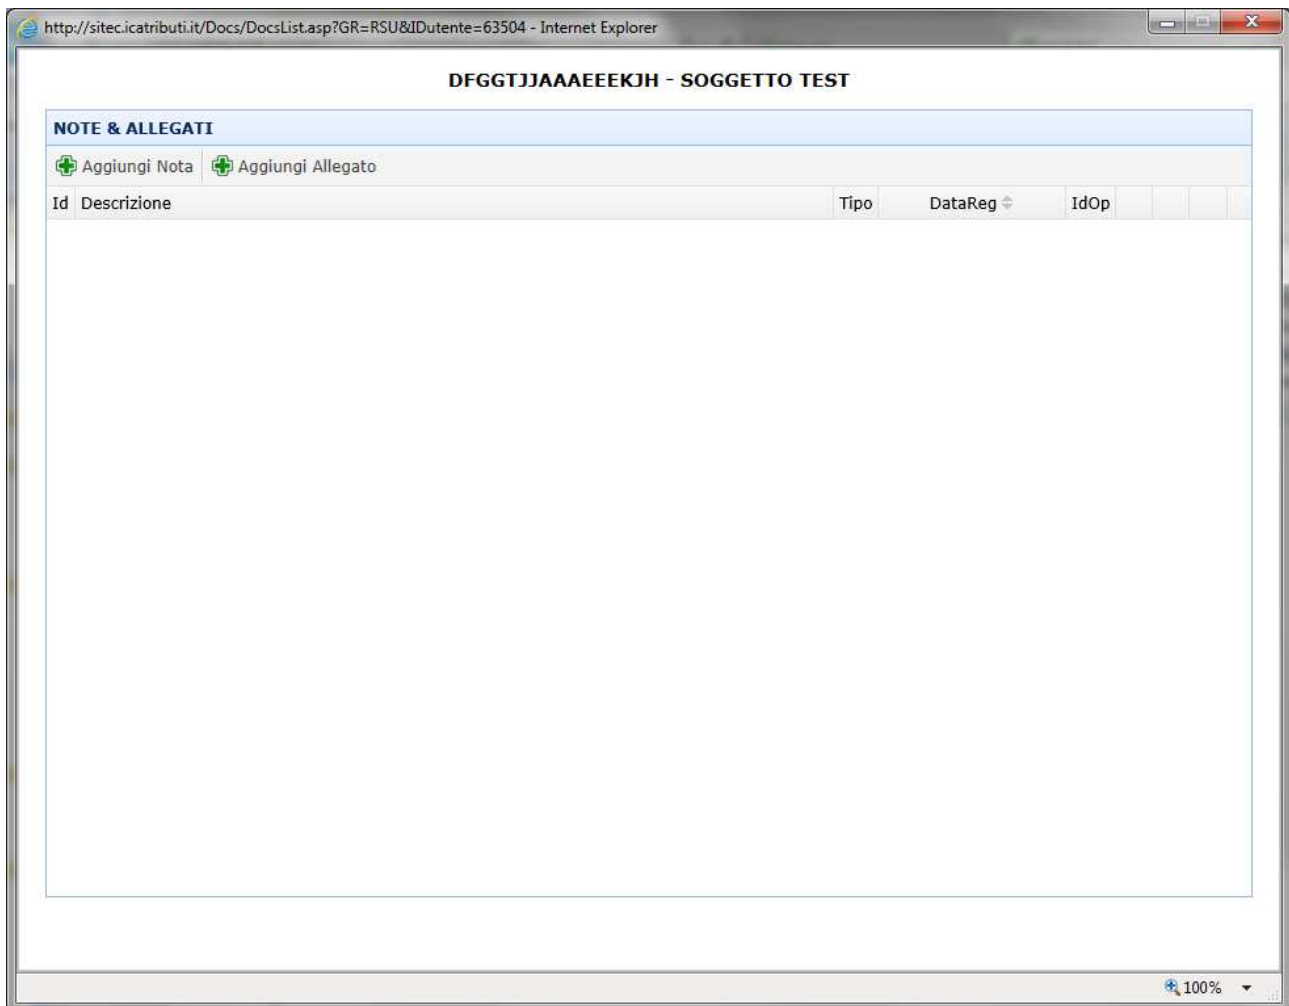 http://sitec.icatributi.it/Docs/DocsList.asp?GR=RSU&IDutente=63504 - Internet Explorer
DFGGTJJAAAEEEKJH - SOGGETTO TEST
NOTE & ALLEGATI
Aggiungi Nota Aggiungi Allegato
Id Descrizione Tipo DataReg IdOp
100%